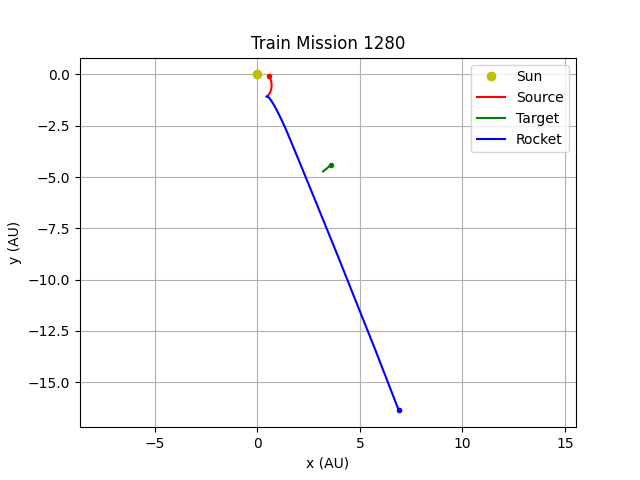 Train Mission 1280
Sun
Source
Target
Rocket
0.0
−2.5
−5.0
−7.5
−10.0
−12.5
−15.0
y (AU)
−5
0
5
10
15
x (AU)